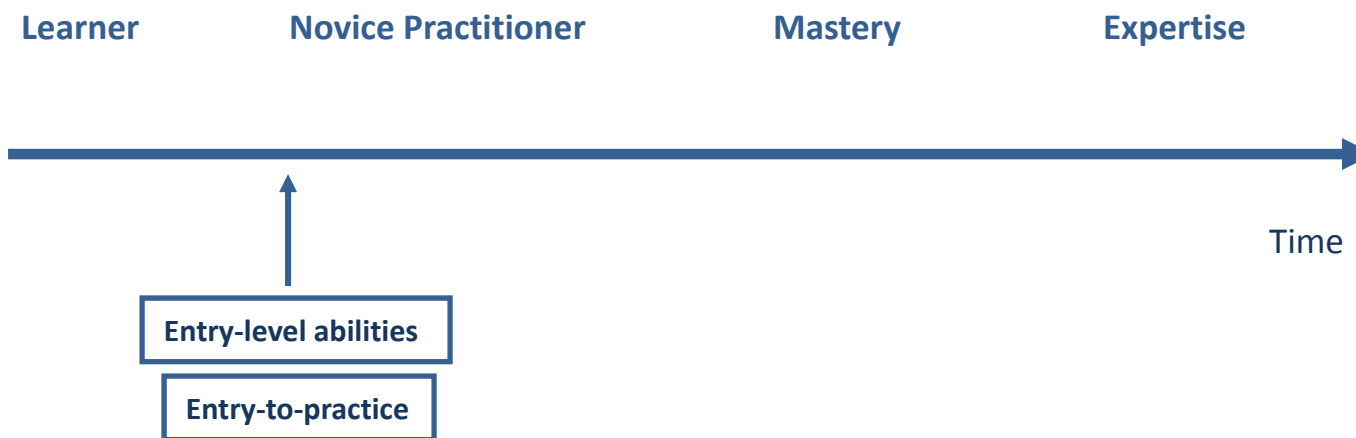 Learner Novice Practitioner Mastery Expertise
Time
Entry-level abilities
Entry-to-practice